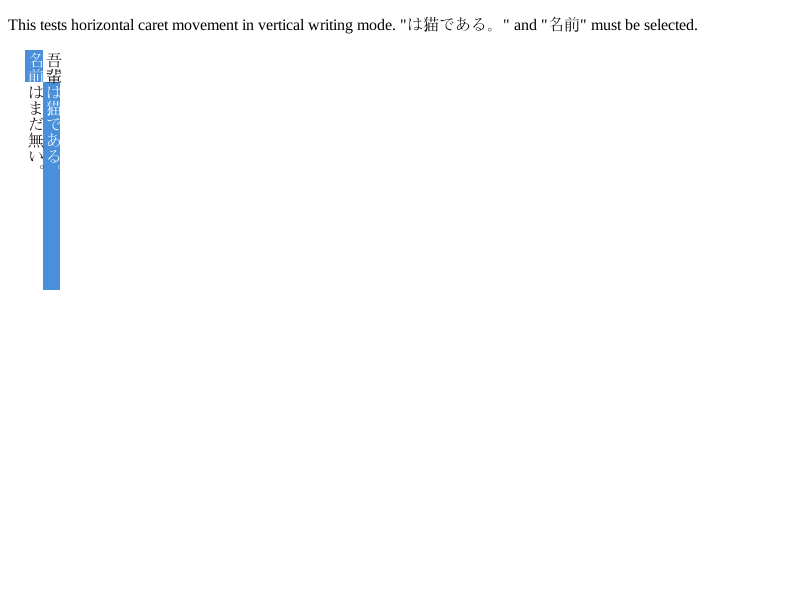 This tests horizontal caret movement in vertical writing mode. "は猫である。" and "名前" must be selected.
吾輩は猫である。
名前はまだ無い。